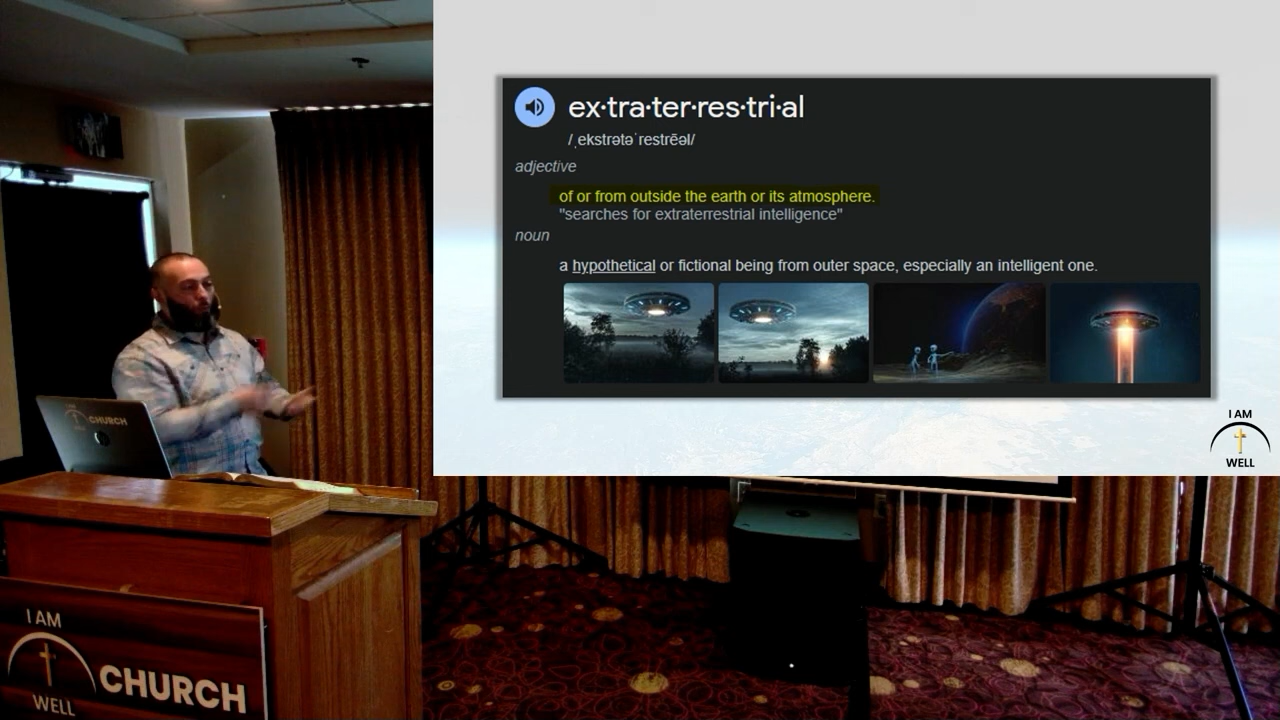 ex·tra·ter·res·tri·al
/ˌekstrətəˈrestrēəl/
adjective
of or from outside the earth or its atmosphere.
"searches for extraterrestrial intelligence"
noun
a hypothetical or fictional being from outer space, especially an intelligent one.
I AM
WELL
CHURCH
I AM
CHURCH
WELL